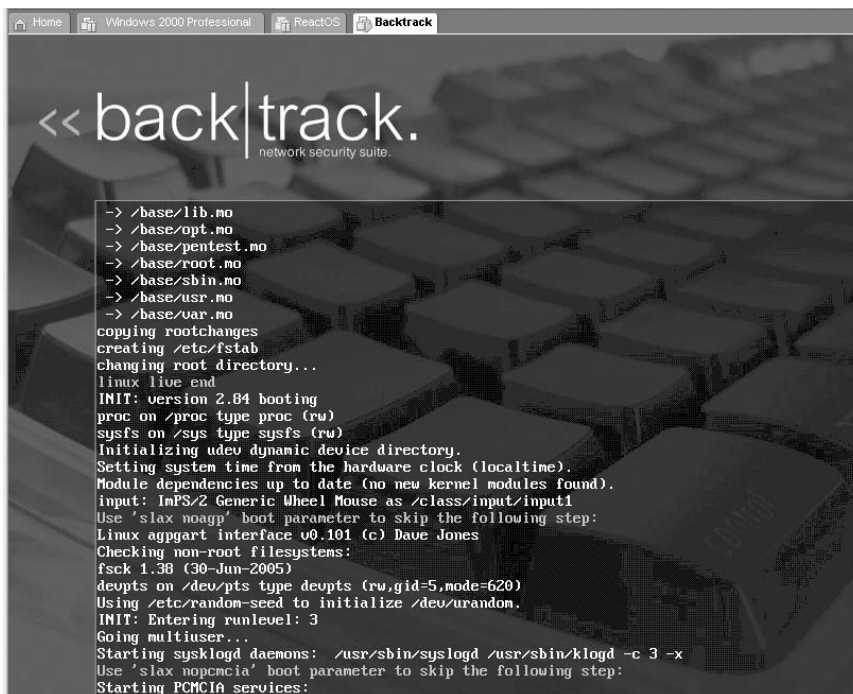 Home Windows 2000 Professional ReactOS Backtrack
<< back|track.
network security suite.
-> /base/lib.mo
-> /base/opt.mo
-> /base/pentest.mo
-> /base/root.mo
-> /base/sbin.mo
-> /base/usr.mo
-> /base/var.mo
copying rootchanges
creating /etc/fstab
changing root directory...
linux live end
INIT: version 2.84 booting
proc on /proc type proc (rw)
sysfs on /sys type sysfs (rw)
Initializing udev dynamic device directory.
Setting system time from the hardware clock (localtime).
Module dependencies up to date (no new kernel modules found).
input: ImPS/2 Generic Wheel Mouse as /class/input/input1
Use 'slax noagp' boot parameter to skip the following step:
Linux agpgart interface v0.101 (c) Dave Jones
Checking non-root filesystems:
fsck 1.38 (30-Jun-2005)
devpts on /dev/pts type devpts (rw,gid=5,mode=620)
Using /etc/random-seed to initialize /dev/urandom.
INIT: Entering runlevel: 3
Going multiuser...
Starting sysklogd daemons:  /usr/sbin/syslogd /usr/sbin/klogd -c 3 -x
Use 'slax nopcmcia' boot parameter to skip the following step:
Starting PCMCIA services:
control